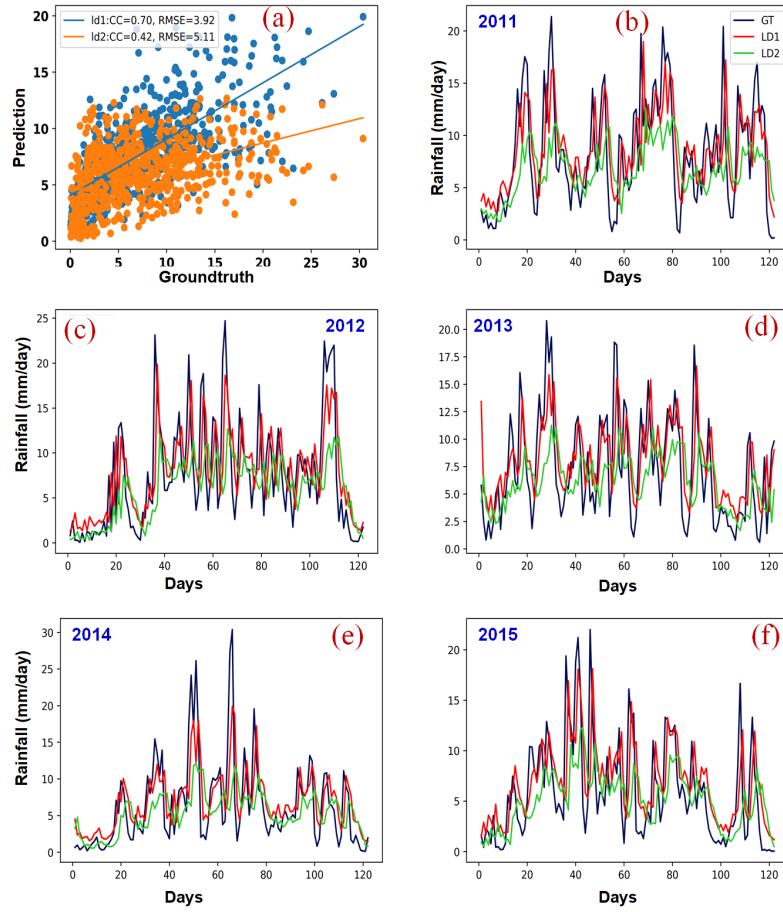 (a)
ld1:CC=0.70, RMSE=3.92
ld2:CC=0.42, RMSE=5.11
Prediction
20
15
10
5
0
0 5 10 15 20 25 30
Groundtruth
2011
(b)
GT
LD1
LD2
Rainfall (mm/day)
20
15
10
5
0
0 20 40 60 80 100 120
Days
(c)
2012
Rainfall (mm/day)
25
20
15
10
5
0
0 20 40 60 80 100 120
Days
2013
(d)
Rainfall (mm/day)
20.0
17.5
15.0
12.5
10.0
7.5
5.0
2.5
0.0
0 20 40 60 80 100 120
Days
2014
(e)
Rainfall (mm/day)
30
25
20
15
10
5
0
0 20 40 60 80 100 120
Days
2015
(f)
Rainfall (mm/day)
20
15
10
5
0
0 20 40 60 80 100 120
Days